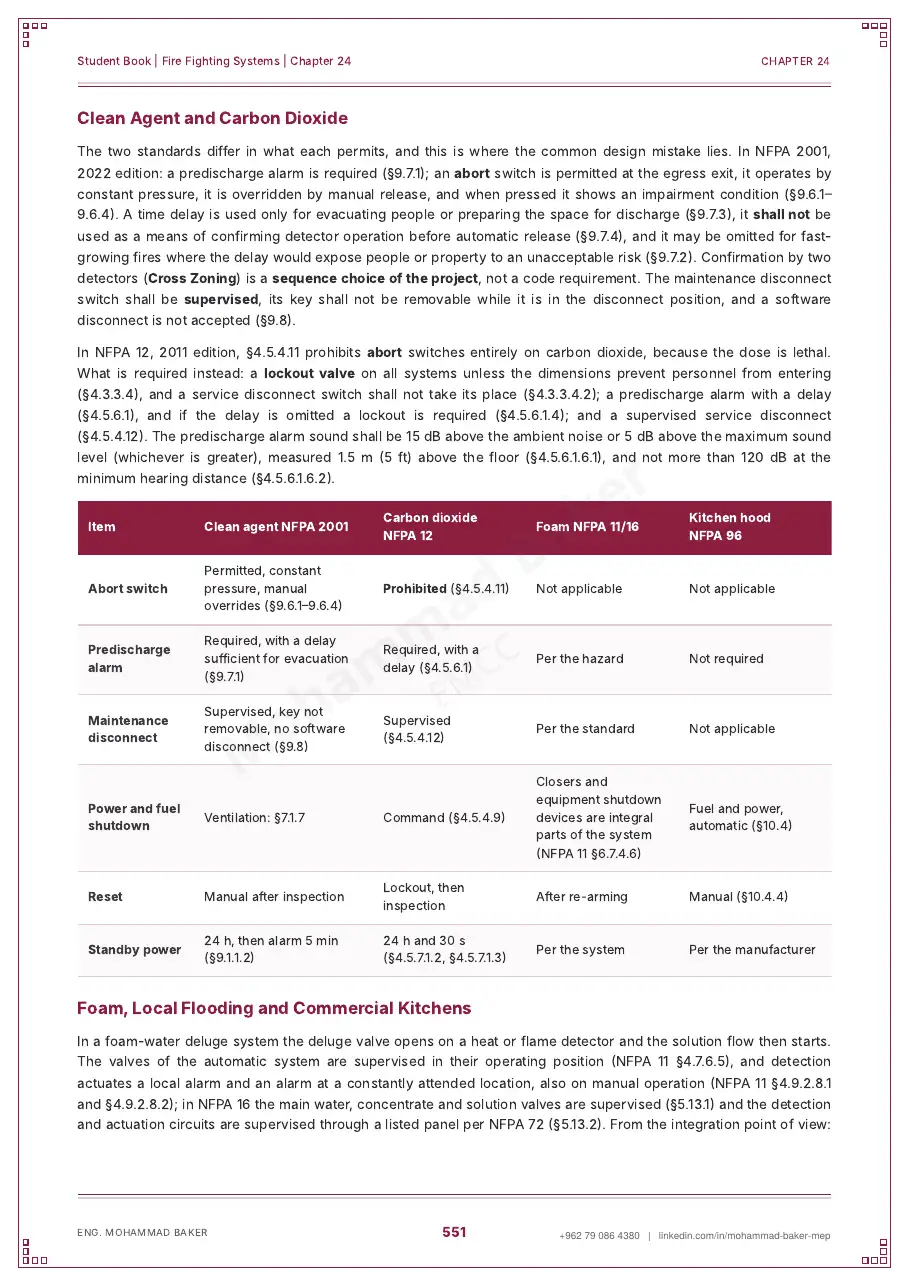 Student Book | Fire Fighting Systems | Chapter 24
CHAPTER 24
Clean Agent and Carbon Dioxide
The two standards differ in what each permits, and this is where the common design mistake lies. In NFPA 2001,
2022 edition: a predischarge alarm is required (§9.7.1); an abort switch is permitted at the egress exit, it operates by
constant pressure, it is overridden by manual release, and when pressed it shows an impairment condition (§9.6.1–
9.6.4). A time delay is used only for evacuating people or preparing the space for discharge (§9.7.3), it shall not be
used as a means of confirming detector operation before automatic release (§9.7.4), and it may be omitted for fast-
growing fires where the delay would expose people or property to an unacceptable risk (§9.7.2). Confirmation by two
detectors (Cross Zoning) is a sequence choice of the project, not a code requirement. The maintenance disconnect
switch shall be supervised, its key shall not be removable while it is in the disconnect position, and a software
disconnect is not accepted (§9.8).
In NFPA 12, 2011 edition, §4.5.4.11 prohibits abort switches entirely on carbon dioxide, because the dose is lethal.
What is required instead: a lockout valve on all systems unless the dimensions prevent personnel from entering
(§4.3.3.4), and a service disconnect switch shall not take its place (§4.3.3.4.2); a predischarge alarm with a delay
(§4.5.6.1), and if the delay is omitted a lockout is required (§4.5.6.1.4); and a supervised service disconnect
(§4.5.4.12). The predischarge alarm sound shall be 15 dB above the ambient noise or 5 dB above the maximum sound
level (whichever is greater), measured 1.5 m (5 ft) above the floor (§4.5.6.1.6.1), and not more than 120 dB at the
minimum hearing distance (§4.5.6.1.6.2).
Item
Clean agent NFPA 2001
Carbon dioxide
NFPA 12
Foam NFPA 11/16
Kitchen hood
NFPA 96
Abort switch
Permitted, constant
pressure, manual
overrides (§9.6.1–9.6.4)
Prohibited (§4.5.4.11)
Not applicable
Not applicable
Predischarge
alarm
Required, with a delay
sufficient for evacuation
(§9.7.1)
Required, with a
delay (§4.5.6.1)
Per the hazard
Not required
Maintenance
disconnect
Supervised, key not
removable, no software
disconnect (§9.8)
Supervised
(§4.5.4.12)
Per the standard
Not applicable
Power and fuel
shutdown
Ventilation: §7.1.7
Command (§4.5.4.9)
Closers and
equipment shutdown
devices are integral
parts of the system
(NFPA 11 §6.7.4.6)
Fuel and power,
automatic (§10.4)
Reset
Manual after inspection
Lockout, then
inspection
After re-arming
Manual (§10.4.4)
Standby power
24 h, then alarm 5 min
(§9.1.1.2)
24 h and 30 s
(§4.5.7.1.2, §4.5.7.1.3)
Per the system
Per the manufacturer
Mohammad Baker
EMCC
Foam, Local Flooding and Commercial Kitchens
In a foam-water deluge system the deluge valve opens on a heat or flame detector and the solution flow then starts.
The valves of the automatic system are supervised in their operating position (NFPA 11 §4.7.6.5), and detection
actuates a local alarm and an alarm at a constantly attended location, also on manual operation (NFPA 11 §4.9.2.8.1
and §4.9.2.8.2); in NFPA 16 the main water, concentrate and solution valves are supervised (§5.13.1) and the detection
and actuation circuits are supervised through a listed panel per NFPA 72 (§5.13.2). From the integration point of view:
ENG. MOHAMMAD BAKER
551
+962 79 086 4380 | linkedin.com/in/mohammad-baker-mep